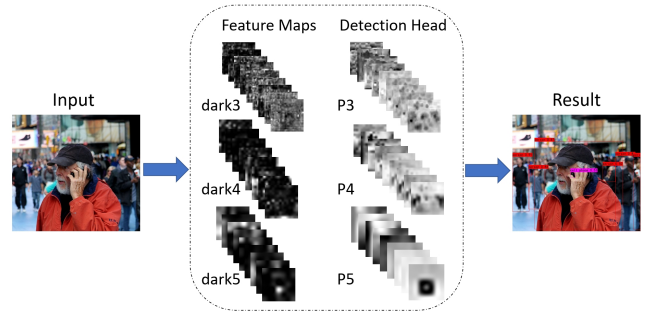 Feature Maps
Detection Head
Input
dark3
P3
Result
dark4
P4
dark5
P5